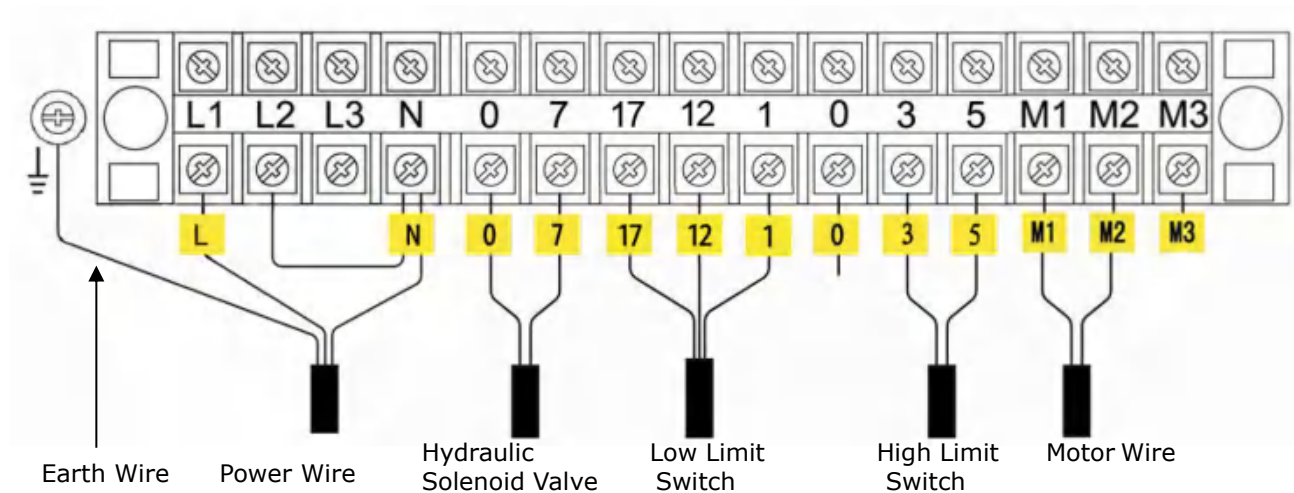 L1 L2 L3 N 0 7 17 12 1 0 3 5 M1 M2 M3
L N 0 7 17 12 1 0 3 5 M1 M2 M3
Earth Wire
Power Wire
Hydraulic
Solenoid Valve
Low Limit
Switch
High Limit
Switch
Motor Wire